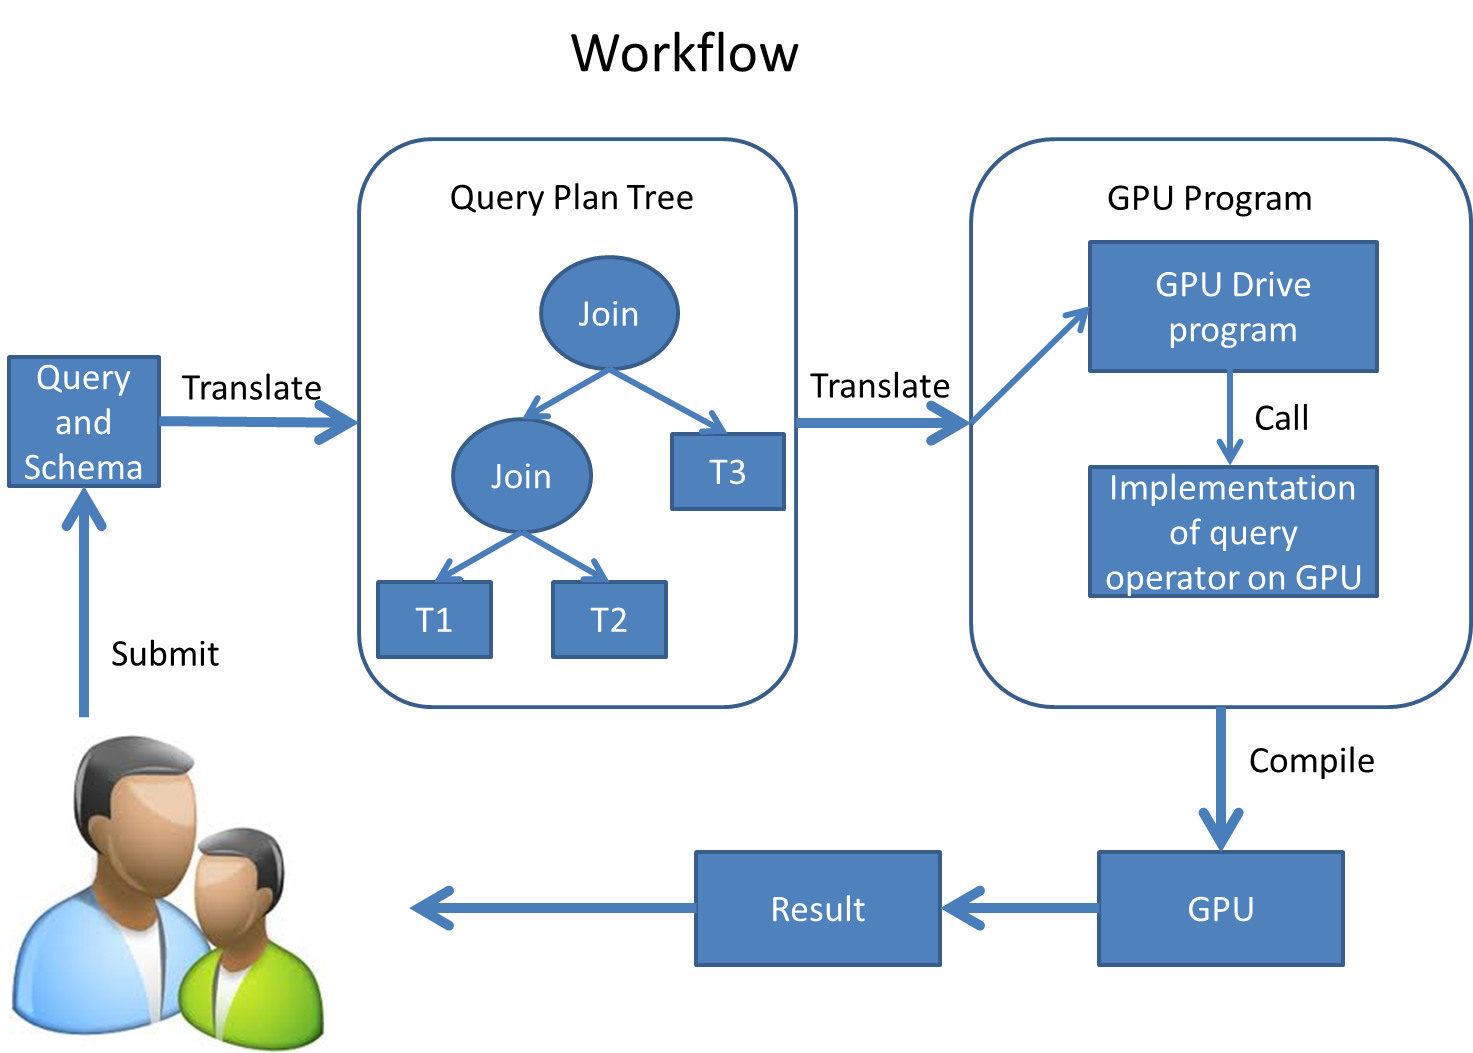 Workflow
Query Plan Tree
Join
Join
T3
T1
T2
GPU Program
GPU Drive
program
Call
Implementation
of query
operator on GPU
Query
and
Schema
Translate
Translate
Submit
Compile
Result
GPU